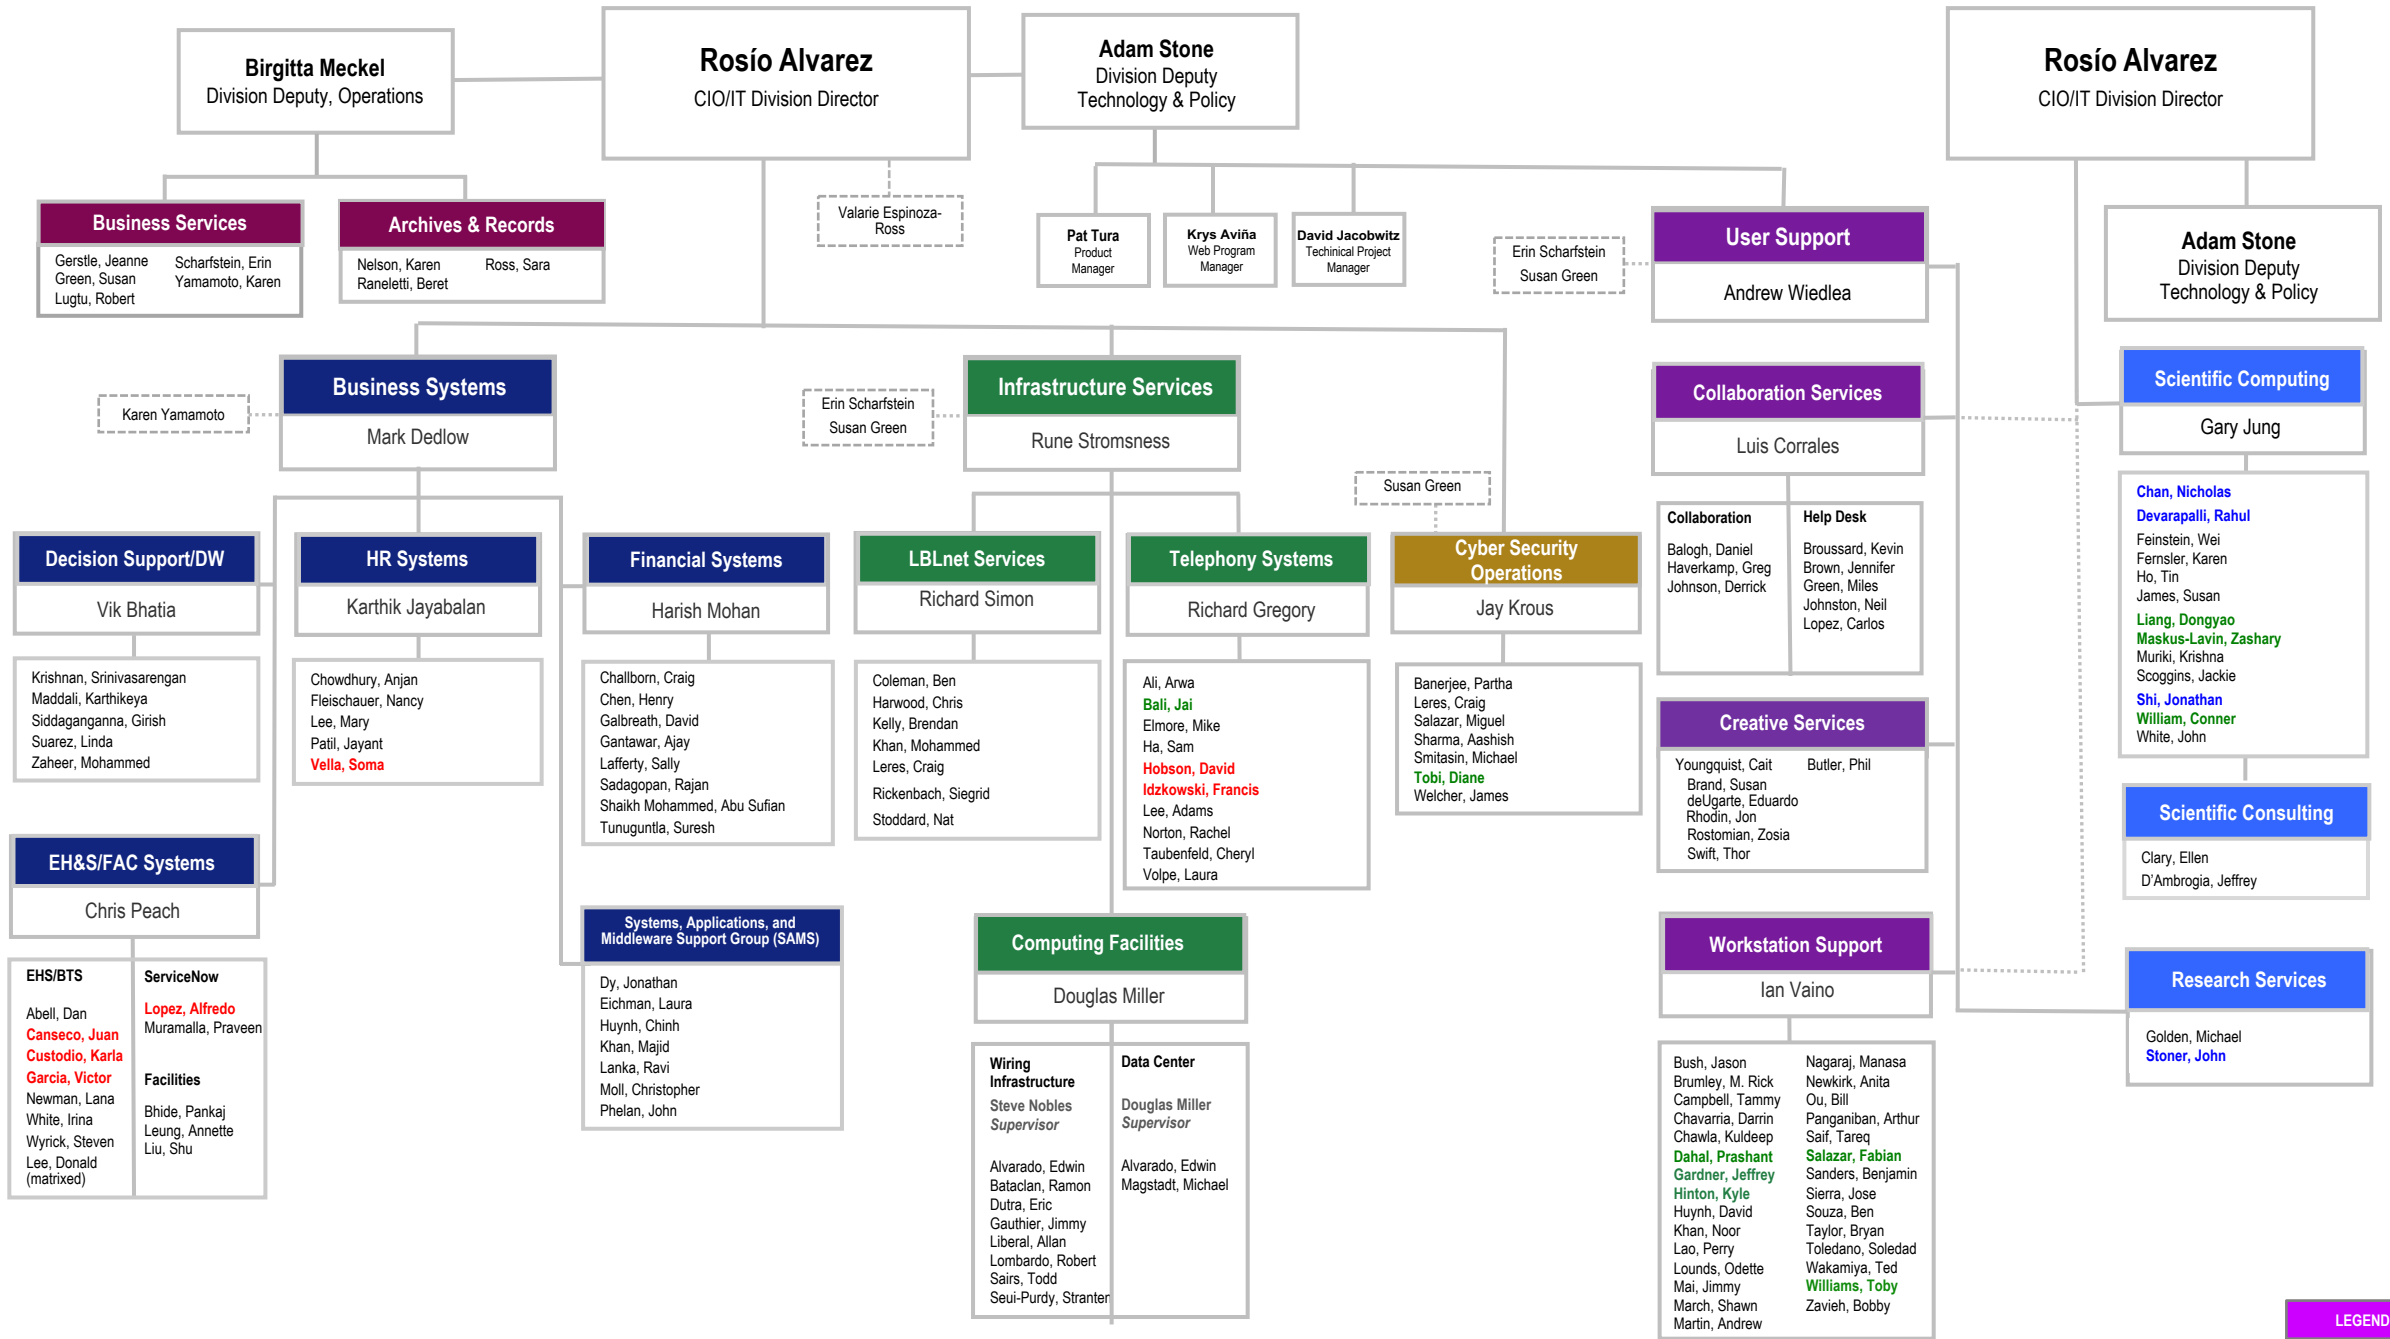 Birgitta Meckel
Division Deputy, Operations
Rosío Alvarez
CIO/IT Division Director
Adam Stone
Division Deputy
Technology & Policy
Rosío Alvarez
CIO/IT Division Director
Adam Stone
Division Deputy
Technology & Policy
Business Services
Gerstle, Jeanne
Green, Susan
Lugtu, Robert
Scharfstein, Erin
Yamamoto, Karen
Archives & Records
Nelson, Karen
Raneletti, Beret
Ross, Sara
Valarie Espinoza-
Ross
Pat Tura
Product
Manager
Krys Aviña
Web Program
Manager
David Jacobwitz
Techinical Project
Manager
Erin Scharfstein
Susan Green
User Support
Andrew Wiedlea
Karen Yamamoto
Business Systems
Mark Dedlow
Erin Scharfstein
Susan Green
Infrastructure Services
Rune Stromsness
Susan Green
Decision Support/DW
Vik Bhatia
Krishnan, Srinivasarengan
Maddali, Karthikeya
Siddaganganna, Girish
Suarez, Linda
Zaheer, Mohammed
HR Systems
Karthik Jayabalan
Chowdhury, Anjan
Fleischauer, Nancy
Lee, Mary
Patil, Jayant
Vella, Soma
Financial Systems
Harish Mohan
Challborn, Craig
Chen, Henry
Galbreath, David
Gantawar, Ajay
Lafferty, Sally
Sadagopan, Rajan
Shaikh Mohammed, Abu Sufian
Tunuguntla, Suresh
EH&S/FAC Systems
Chris Peach
EHS/BTS
Abell, Dan
Canseco, Juan
Custodio, Karla
Garcia, Victor
Newman, Lana
White, Irina
Wyrick, Steven
Lee, Donald
(matrixed)
ServiceNow
Lopez, Alfredo
Muramalla, Praveen
Facilities
Bhide, Pankaj
Leung, Annette
Liu, Shu
Systems, Applications, and
Middleware Support Group (SAMS)
Dy, Jonathan
Eichman, Laura
Huynh, Chinh
Khan, Majid
Lanka, Ravi
Moll, Christopher
Phelan, John
LBLnet Services
Richard Simon
Coleman, Ben
Harwood, Chris
Kelly, Brendan
Khan, Mohammed
Leres, Craig
Rickenbach, Siegrid
Stoddard, Nat
Telephony Systems
Richard Gregory
Ali, Arwa
Bali, Jai
Elmore, Mike
Ha, Sam
Hobson, David
Idzkowski, Francis
Lee, Adams
Norton, Rachel
Taubenfeld, Cheryl
Volpe, Laura
Computing Facilities
Douglas Miller
Wiring
Infrastructure
Steve Nobles
Supervisor
Alvarado, Edwin
Bataclan, Ramon
Dutra, Eric
Gauthier, Jimmy
Liberal, Allan
Lombardo, Robert
Sairs, Todd
Seui-Purdy, Stranten
Data Center
Douglas Miller
Supervisor
Alvarado, Edwin
Magstadt, Michael
Cyber Security
Operations
Jay Krous
Banerjee, Partha
Leres, Craig
Salazar, Miguel
Sharma, Aashish
Smitasin, Michael
Tobi, Diane
Welcher, James
Collaboration Services
Luis Corrales
Collaboration
Balogh, Daniel
Haverkamp, Greg
Johnson, Derrick
Help Desk
Broussard, Kevin
Brown, Jennifer
Green, Miles
Johnston, Neil
Lopez, Carlos
Creative Services
Youngquist, Cait
Brand, Susan
deUgarte, Eduardo
Rhodin, Jon
Rostomian, Zosia
Swift, Thor
Butler, Phil
Workstation Support
Ian Vaino
Bush, Jason
Brumley, M. Rick
Campbell, Tammy
Chavarria, Darrin
Chawla, Kuldeep
Dahal, Prashant
Gardner, Jeffrey
Hinton, Kyle
Huynh, David
Khan, Noor
Lao, Perry
Lounds, Odette
Mai, Jimmy
March, Shawn
Martin, Andrew
Nagaraj, Manasa
Newkirk, Anita
Ou, Bill
Panganiban, Arthur
Saif, Tareq
Salazar, Fabian
Sanders, Benjamin
Sierra, Jose
Souza, Ben
Taylor, Bryan
Toledano, Soledad
Wakamiya, Ted
Williams, Toby
Zavieh, Bobby
Scientific Computing
Gary Jung
Chan, Nicholas
Devarapalli, Rahul
Feinstein, Wei
Fernsler, Karen
Ho, Tin
James, Susan
Liang, Dongyao
Maskus-Lavin, Zashary
Muriki, Krishna
Scoggins, Jackie
Shi, Jonathan
William, Conner
White, John
Scientific Consulting
Clary, Ellen
D'Ambrogia, Jeffrey
Research Services
Golden, Michael
Stoner, John
LEGEND